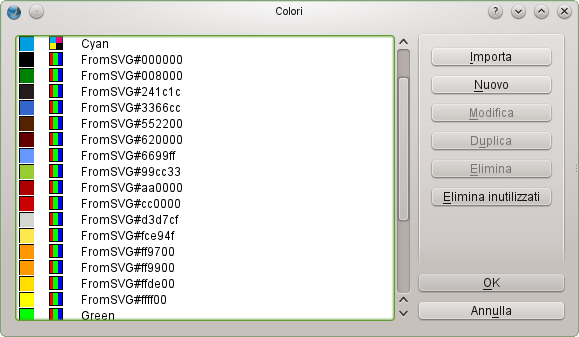 Colori
Cyan
FromSVG#000000
FromSVG#008000
FromSVG#241c1c
FromSVG#3366cc
FromSVG#552200
FromSVG#620000
FromSVG#6699ff
FromSVG#99cc33
FromSVG#aa0000
FromSVG#cc0000
FromSVG#d3d7cf
FromSVG#fce94f
FromSVG#ff9700
FromSVG#ff9900
FromSVG#ffde00
FromSVG#ffff00
Green
Importa
Nuovo
Modifica
Duplica
Elimina
Elimina inutilizzati
OK
Annulla